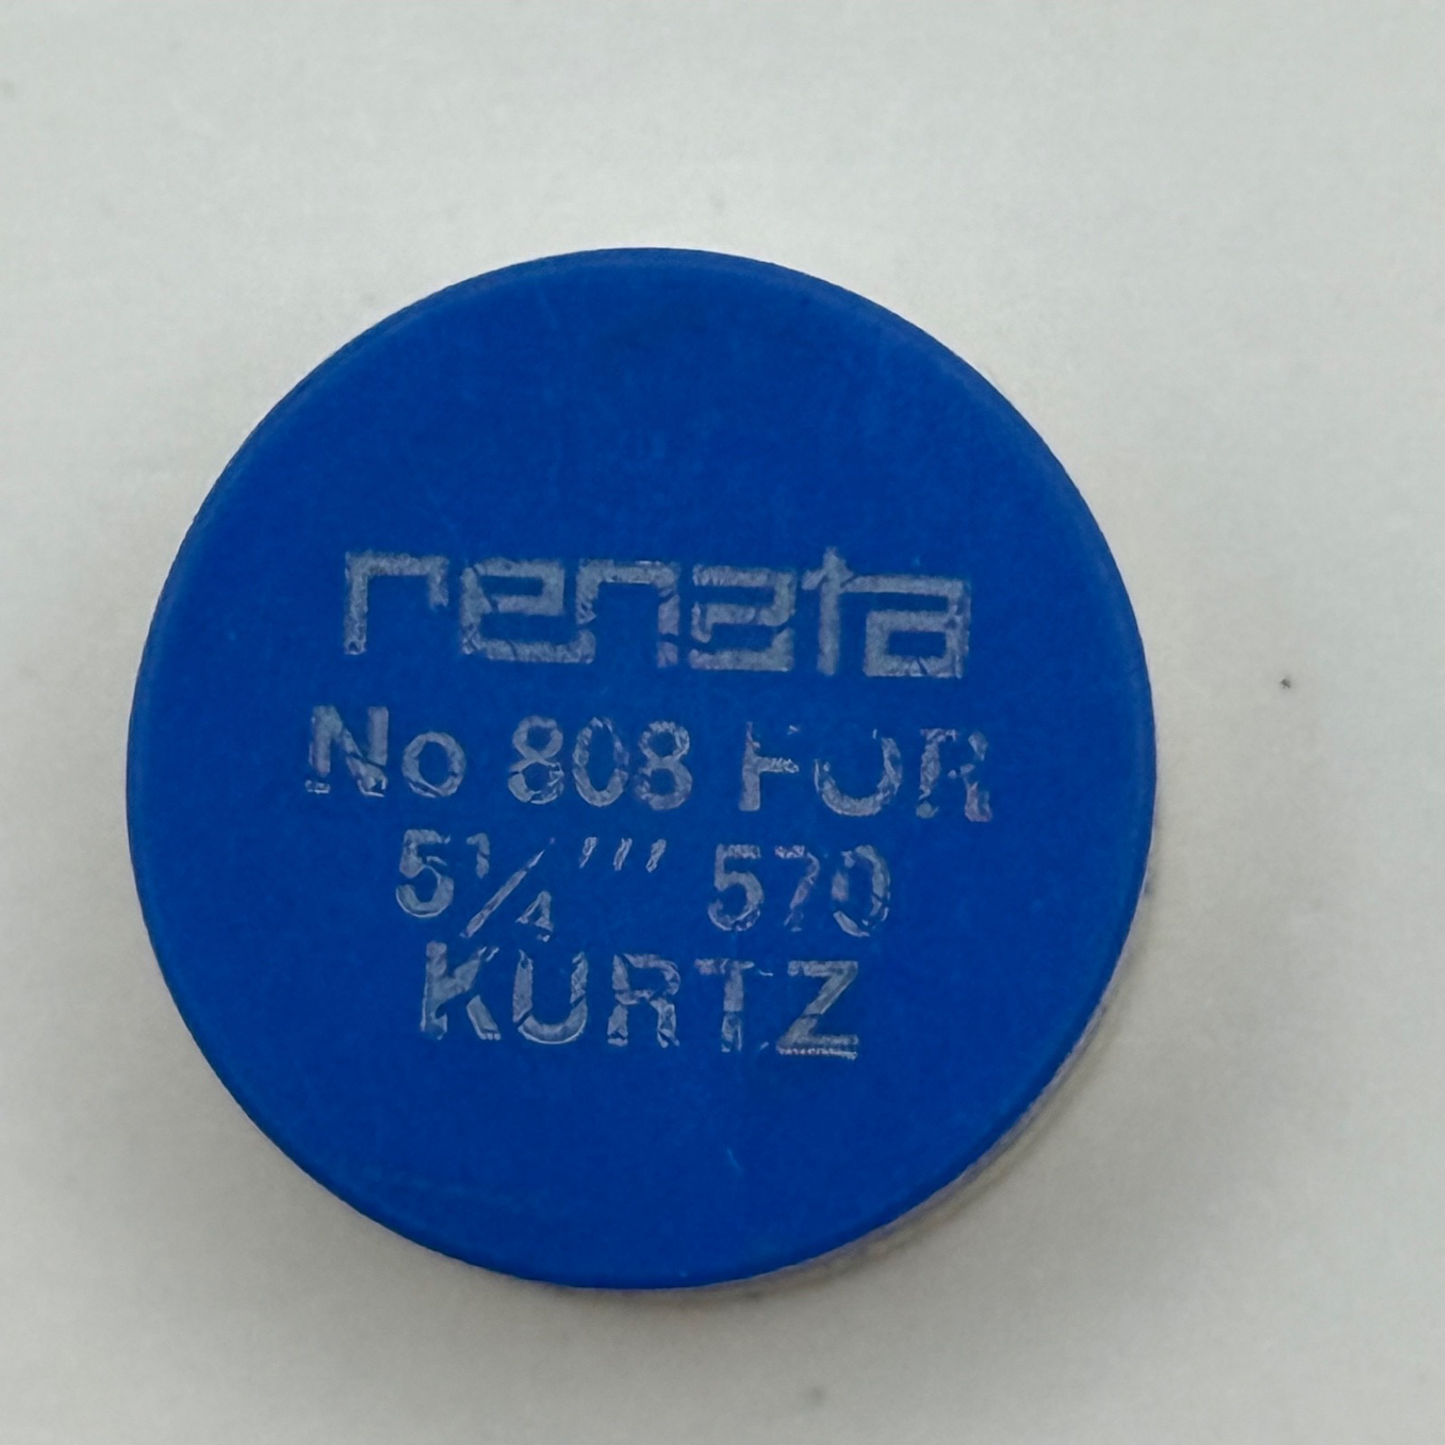 renata
No 808 FOR
5¼''' 570
KURTZ